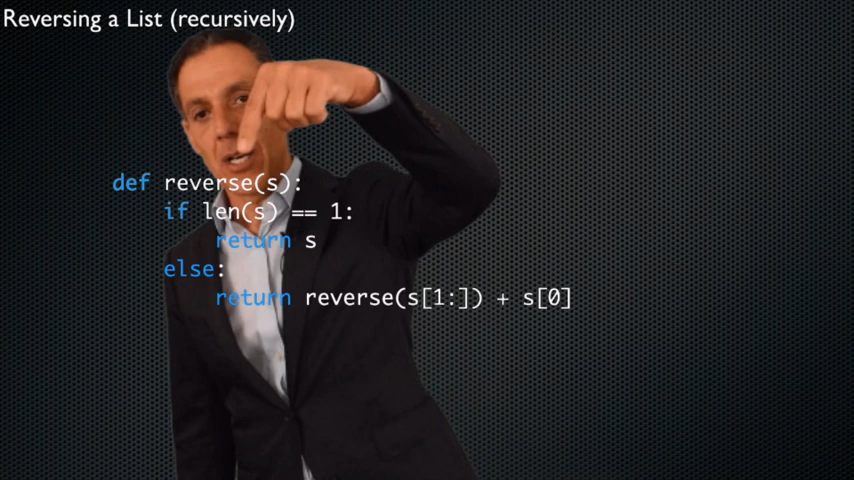 Reversing a List (recursively)
def reverse(s):
    if len(s) == 1:
        return s
    else:
        return reverse(s[1:]) + s[0]